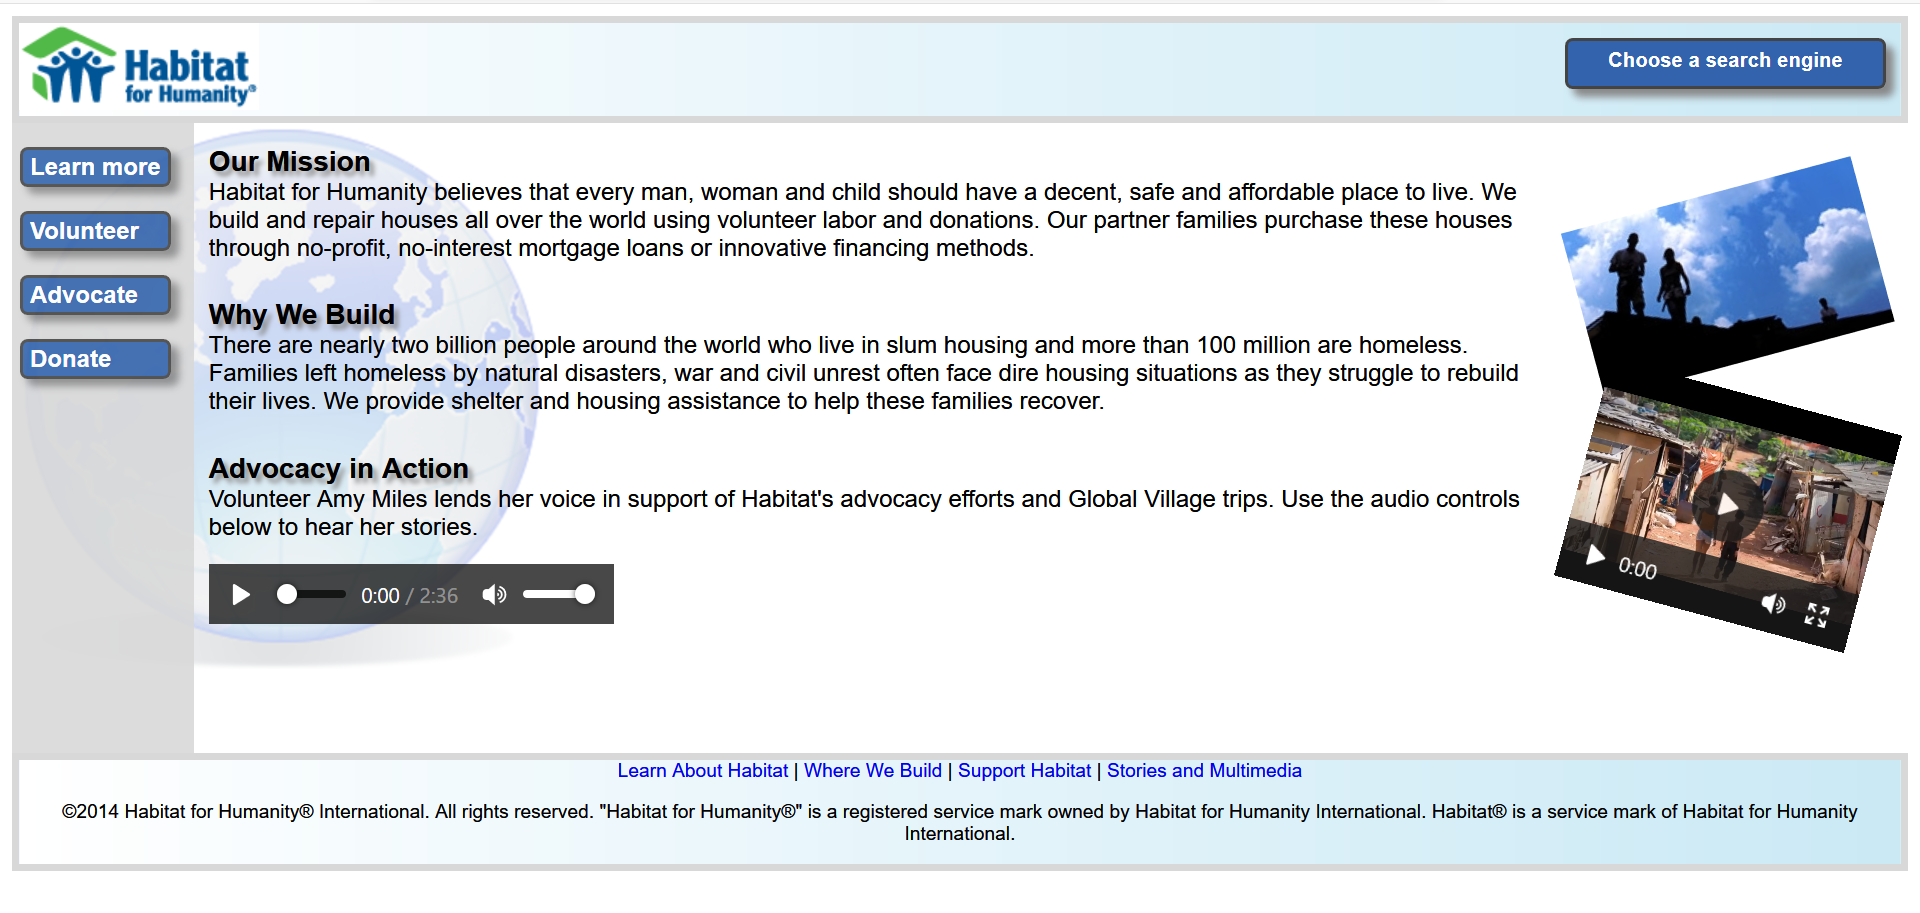 Habitat
for Humanity®
Choose a search engine
Learn more
Volunteer
Advocate
Donate
Our Mission
Habitat for Humanity believes that every man, woman and child should have a decent, safe and affordable place to live. We
build and repair houses all over the world using volunteer labor and donations. Our partner families purchase these houses
through no-profit, no-interest mortgage loans or innovative financing methods.
Why We Build
There are nearly two billion people around the world who live in slum housing and more than 100 million are homeless.
Families left homeless by natural disasters, war and civil unrest often face dire housing situations as they struggle to rebuild
their lives. We provide shelter and housing assistance to help these families recover.
Advocacy in Action
Volunteer Amy Miles lends her voice in support of Habitat's advocacy efforts and Global Village trips. Use the audio controls
below to hear her stories.
0:00 / 2:36
0:00
Learn About Habitat | Where We Build | Support Habitat | Stories and Multimedia
©2014 Habitat for Humanity® International. All rights reserved. "Habitat for Humanity®" is a registered service mark owned by Habitat for Humanity International. Habitat® is a service mark of Habitat for Humanity
International.